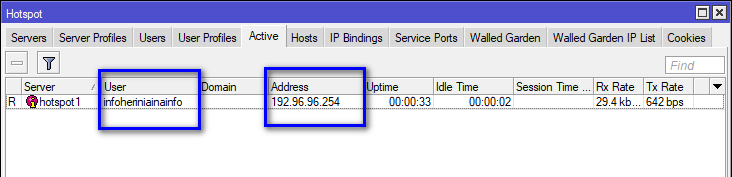 Hotspot
Servers Server Profiles Users User Profiles Active Hosts IP Bindings Service Ports Walled Garden Walled Garden IP List Cookies
Find
Server User Domain Address Uptime Idle Time Session Time ... Rx Rate Tx Rate
R hotspot1 infoheriniainainfo 192.96.96.254 00:00:33 00:00:02 29.4 kb... 642 bps